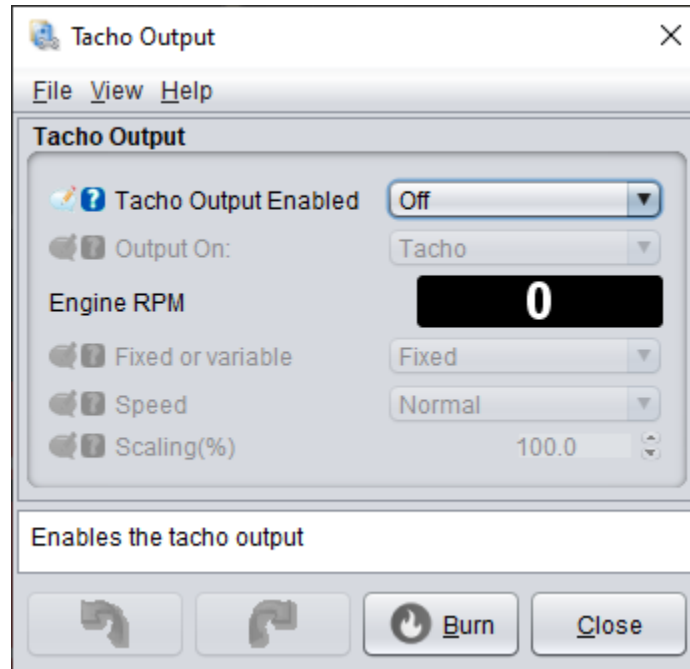 Tacho Output
File View Help
Tacho Output
Tacho Output Enabled Off
Output On: Tacho
Engine RPM 0
Fixed or variable Fixed
Speed Normal
Scaling(%) 100.0
Enables the tacho output
Burn Close